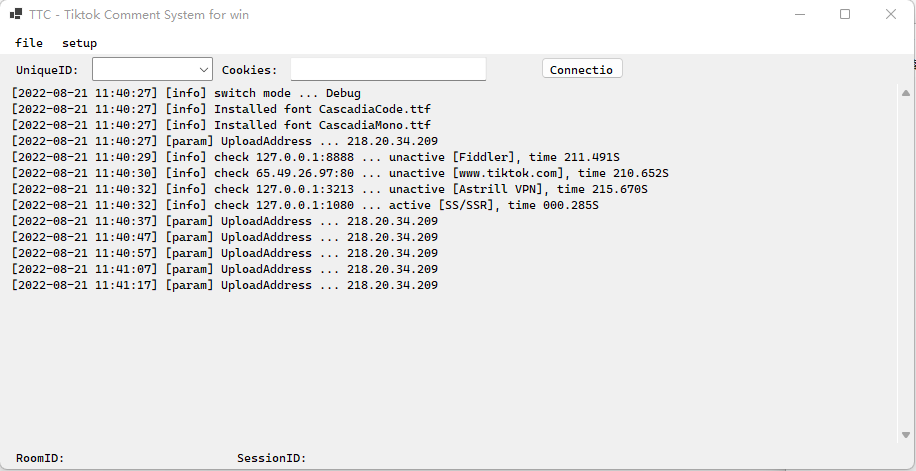 TTC - Tiktok Comment System for win
file setup
UniqueID: Cookies: Connectio
[2022-08-21 11:40:27] [info] switch mode ... Debug
[2022-08-21 11:40:27] [info] Installed font CascadiaCode.ttf
[2022-08-21 11:40:27] [info] Installed font CascadiaMono.ttf
[2022-08-21 11:40:27] [param] UploadAddress ... 218.20.34.209
[2022-08-21 11:40:29] [info] check 127.0.0.1:8888 ... unactive [Fiddler], time 211.491S
[2022-08-21 11:40:30] [info] check 65.49.26.97:80 ... unactive [www.tiktok.com], time 210.652S
[2022-08-21 11:40:32] [info] check 127.0.0.1:3213 ... unactive [Astrill VPN], time 215.670S
[2022-08-21 11:40:32] [info] check 127.0.0.1:1080 ... active [SS/SSR], time 000.285S
[2022-08-21 11:40:37] [param] UploadAddress ... 218.20.34.209
[2022-08-21 11:40:47] [param] UploadAddress ... 218.20.34.209
[2022-08-21 11:40:57] [param] UploadAddress ... 218.20.34.209
[2022-08-21 11:41:07] [param] UploadAddress ... 218.20.34.209
[2022-08-21 11:41:17] [param] UploadAddress ... 218.20.34.209
RoomID: SessionID: